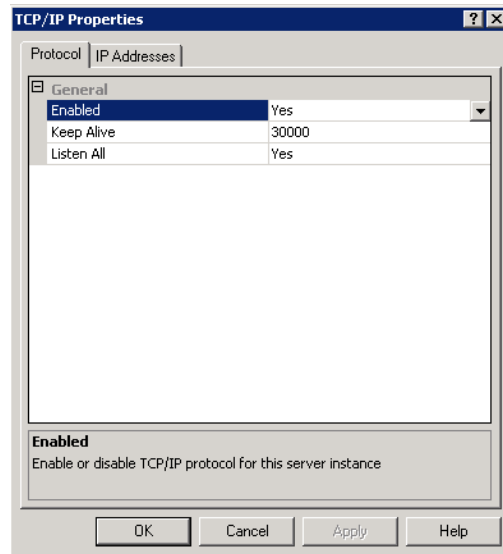 TCP/IP Properties
Protocol IP Addresses
General
Enabled Yes
Keep Alive 30000
Listen All Yes
Enabled
Enable or disable TCP/IP protocol for this server instance
OK Cancel Apply Help